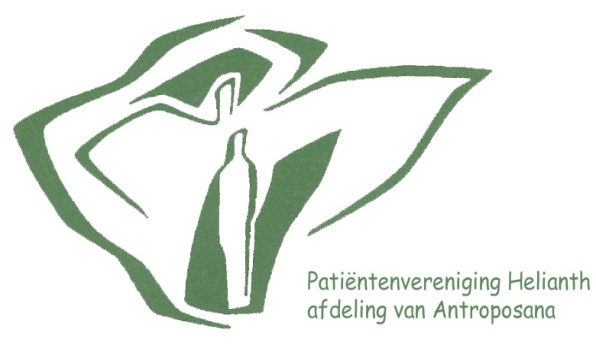 Patiëntenvereniging Helianth
afdeling van Antroposana